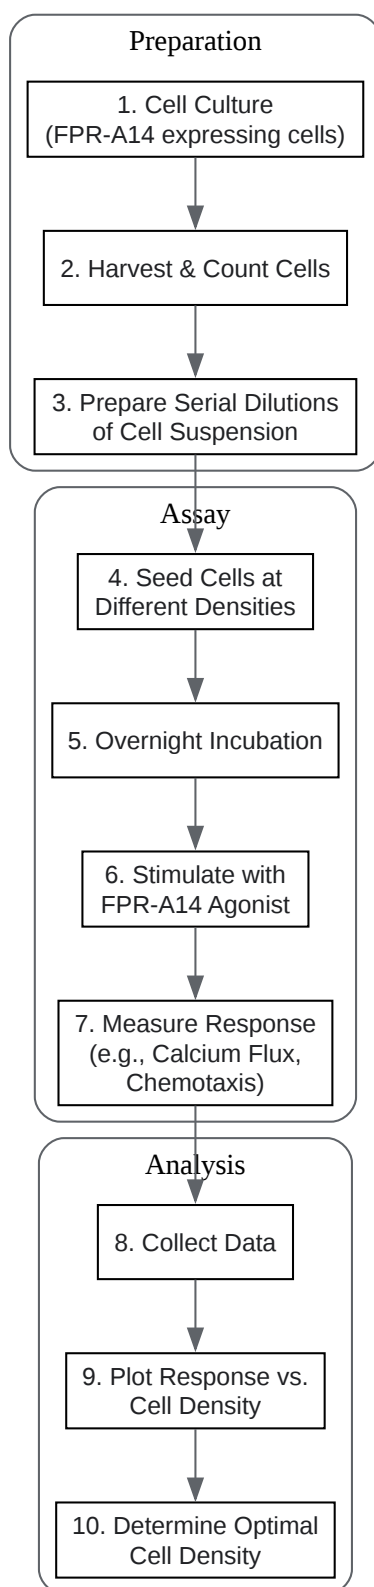 Preparation
1. Cell Culture
(FPR-A14 expressing cells)
2. Harvest & Count Cells
3. Prepare Serial Dilutions
of Cell Suspension
Assay
4. Seed Cells at
Different Densities
5. Overnight Incubation
6. Stimulate with
FPR-A14 Agonist
7. Measure Response
(e.g., Calcium Flux,
Chemotaxis)
Analysis
8. Collect Data
9. Plot Response vs.
Cell Density
10. Determine Optimal
Cell Density